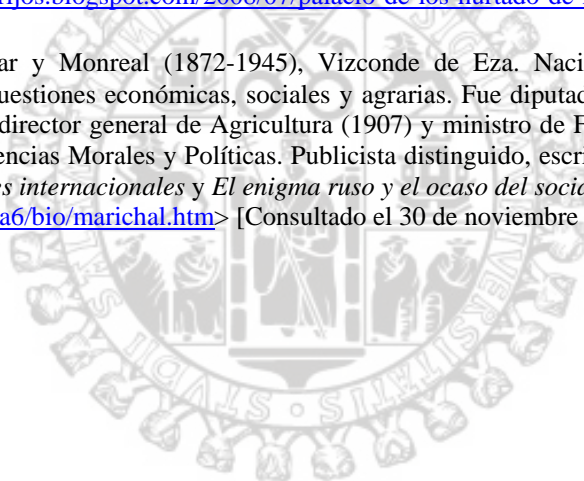 rijos.blogspot.com/2008/07/palacio-de-los-hurtado-de-
ar y Monreal (1872-1945), Vizconde de Eza. Naci
uestiones económicas, sociales y agrarias. Fue diputad
director general de Agricultura (1907) y ministro de F
encias Morales y Políticas. Publicista distinguido, escri
es internacionales y El enigma ruso y el ocaso del socia
a6/bio/marichal.htm> [Consultado el 30 de noviembre